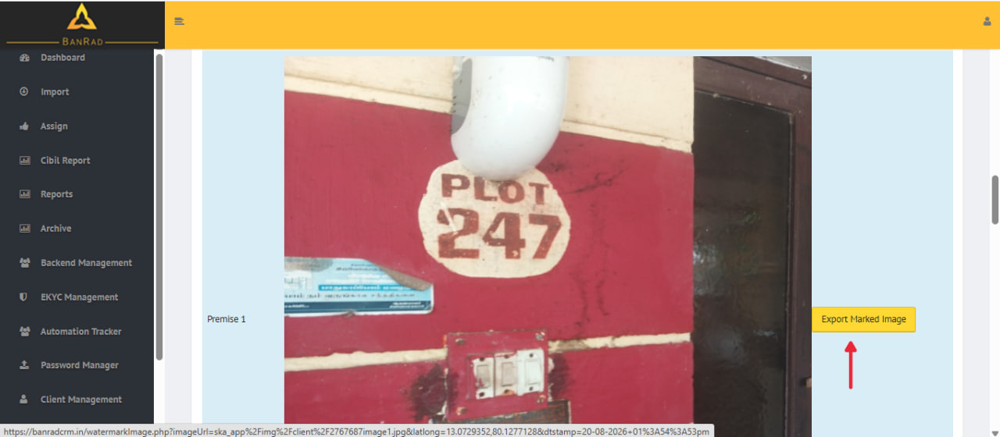 BANRAD
Dashboard
Import
Assign
Cibil Report
Reports
Archive
Backend Management
EKYC Management
Automation Tracker
Password Manager
Client Management
PLOT
247
Premise 1
Export Marked Image
https://banradcrm.in/watermarkImage.php?imageUrl=ska_app%2Fimg%2Fclient%2F2767687image1.jpg&latlong=13.0729352,80.1277128&dtstamp=20-08-2026+01%3A54%3A53pm